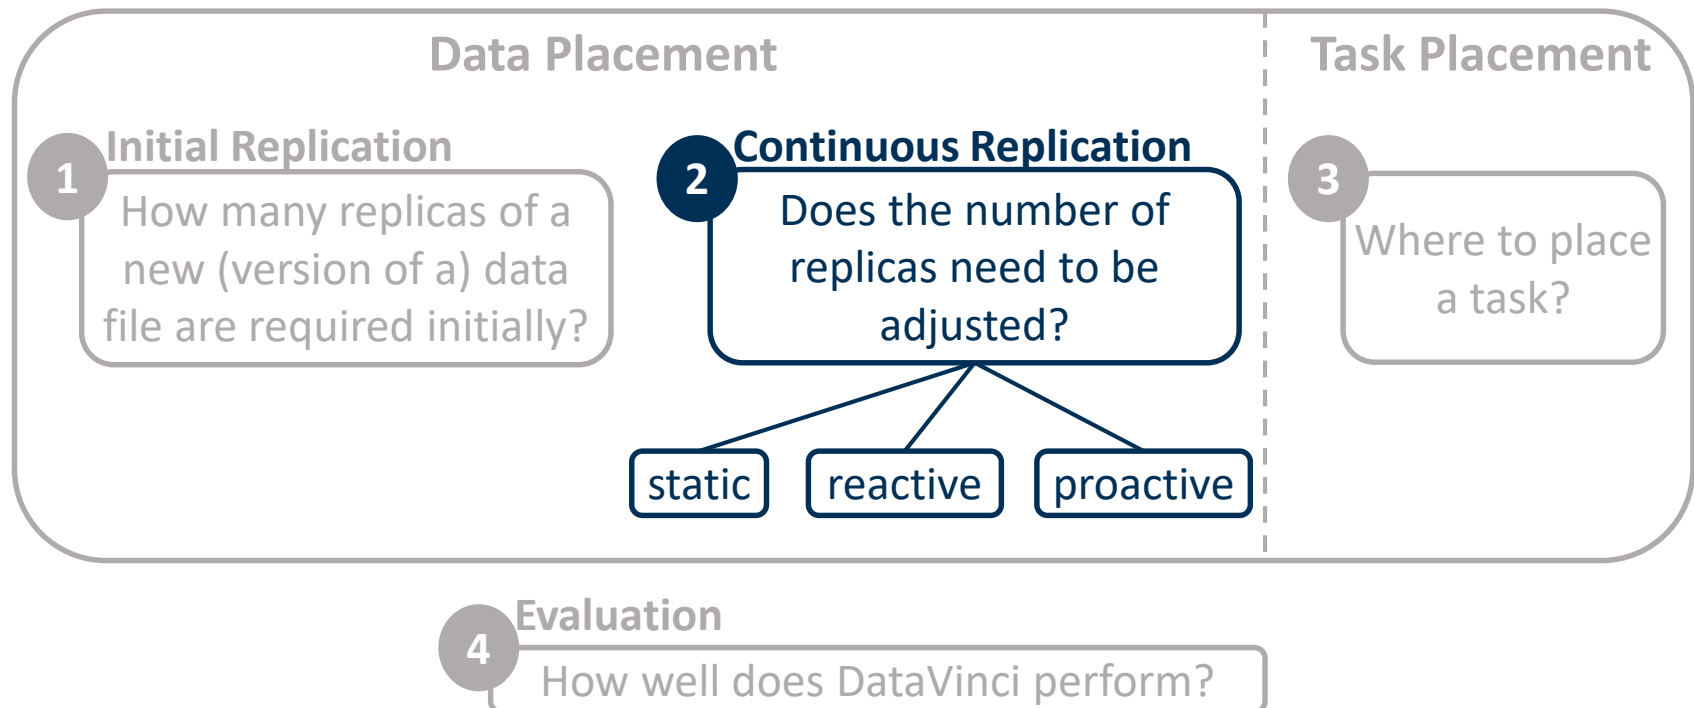 Data Placement
Task Placement
1
Initial Replication
How many replicas of a
new (version of a) data
file are required initially?
2
Continuous Replication
Does the number of
replicas need to be
adjusted?
static
reactive
proactive
3
Where to place
a task?
4
Evaluation
How well does DataVinci perform?